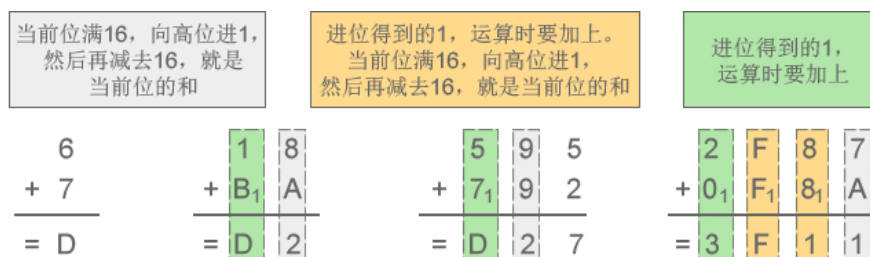 当前位满16，向高位进1，
然后再减去16，就是
当前位的和
进位得到的1，运算时要加上。
当前位满16，向高位进1，
然后再减去16，就是当前位的和
进位得到的1，
运算时要加上
6
+ 7
= D
1 8
+ B₁ A
= D 2
5 9 5
+ 7₁ 9 2
= D 2 7
2 F 8 7
+ 0₁ F₁ 8₁ A
= 3 F 1 1